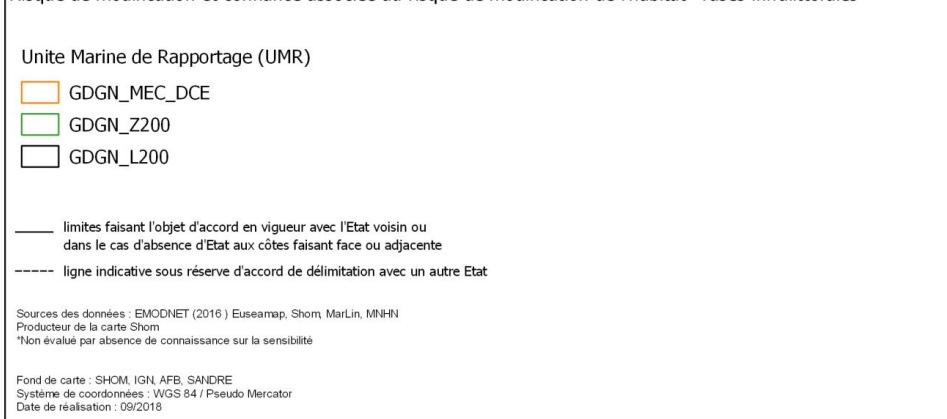 Unite Marine de Rapportage (UMR)
GDGN_MEC_DCE
GDGN_Z200
GDGN_L200
limites faisant l'objet d'accord en vigueur avec l'Etat voisin ou
dans le cas d'absence d'Etat aux côtes faisant face ou adjacente
ligne indicative sous réserve d'accord de délimitation avec un autre Etat
Sources des données : EMODNET (2016 ) Euseamap, Shom, MarLin, MNHN
Producteur de la carte Shom
*Non évalué par absence de connaissance sur la sensibilité
Fond de carte : SHOM, IGN, AFB, SANDRE
Système de coordonnées : WGS 84 / Pseudo Mercator
Date de réalisation : 09/2018